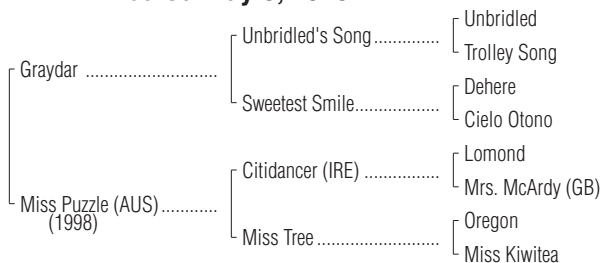 Unbridled
Unbridled's Song..............
Trolley Song
Graydar ............................
Dehere
Sweetest Smile..................
Cielo Otono
Lomond
Citidancer (IRE) ................
Mrs. McArdy (GB)
Miss Puzzle (AUS)............
(1998)
Oregon
Miss Tree..........................
Miss Kiwitea